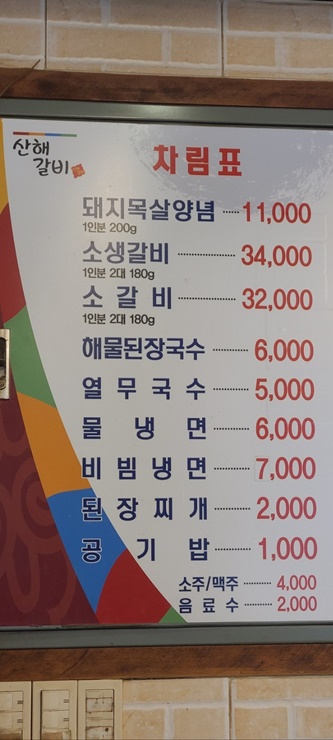 산해
갈비
차림표
돼지목살양념 ····· 11,000
1인분 200g
소생갈비 ·············· 34,000
1인분 2대 180g
소 갈 비 ·············· 32,000
1인분 2대 180g
해물된장국수 ········ 6,000
열 무 국 수 ········ 5,000
물 냉 면 ········ 6,000
비 빔 냉 면 ········ 7,000
된 장 찌 개 ········ 2,000
공 기 밥 ········ 1,000
소주/맥주 ········ 4,000
음 료 수 ········ 2,000